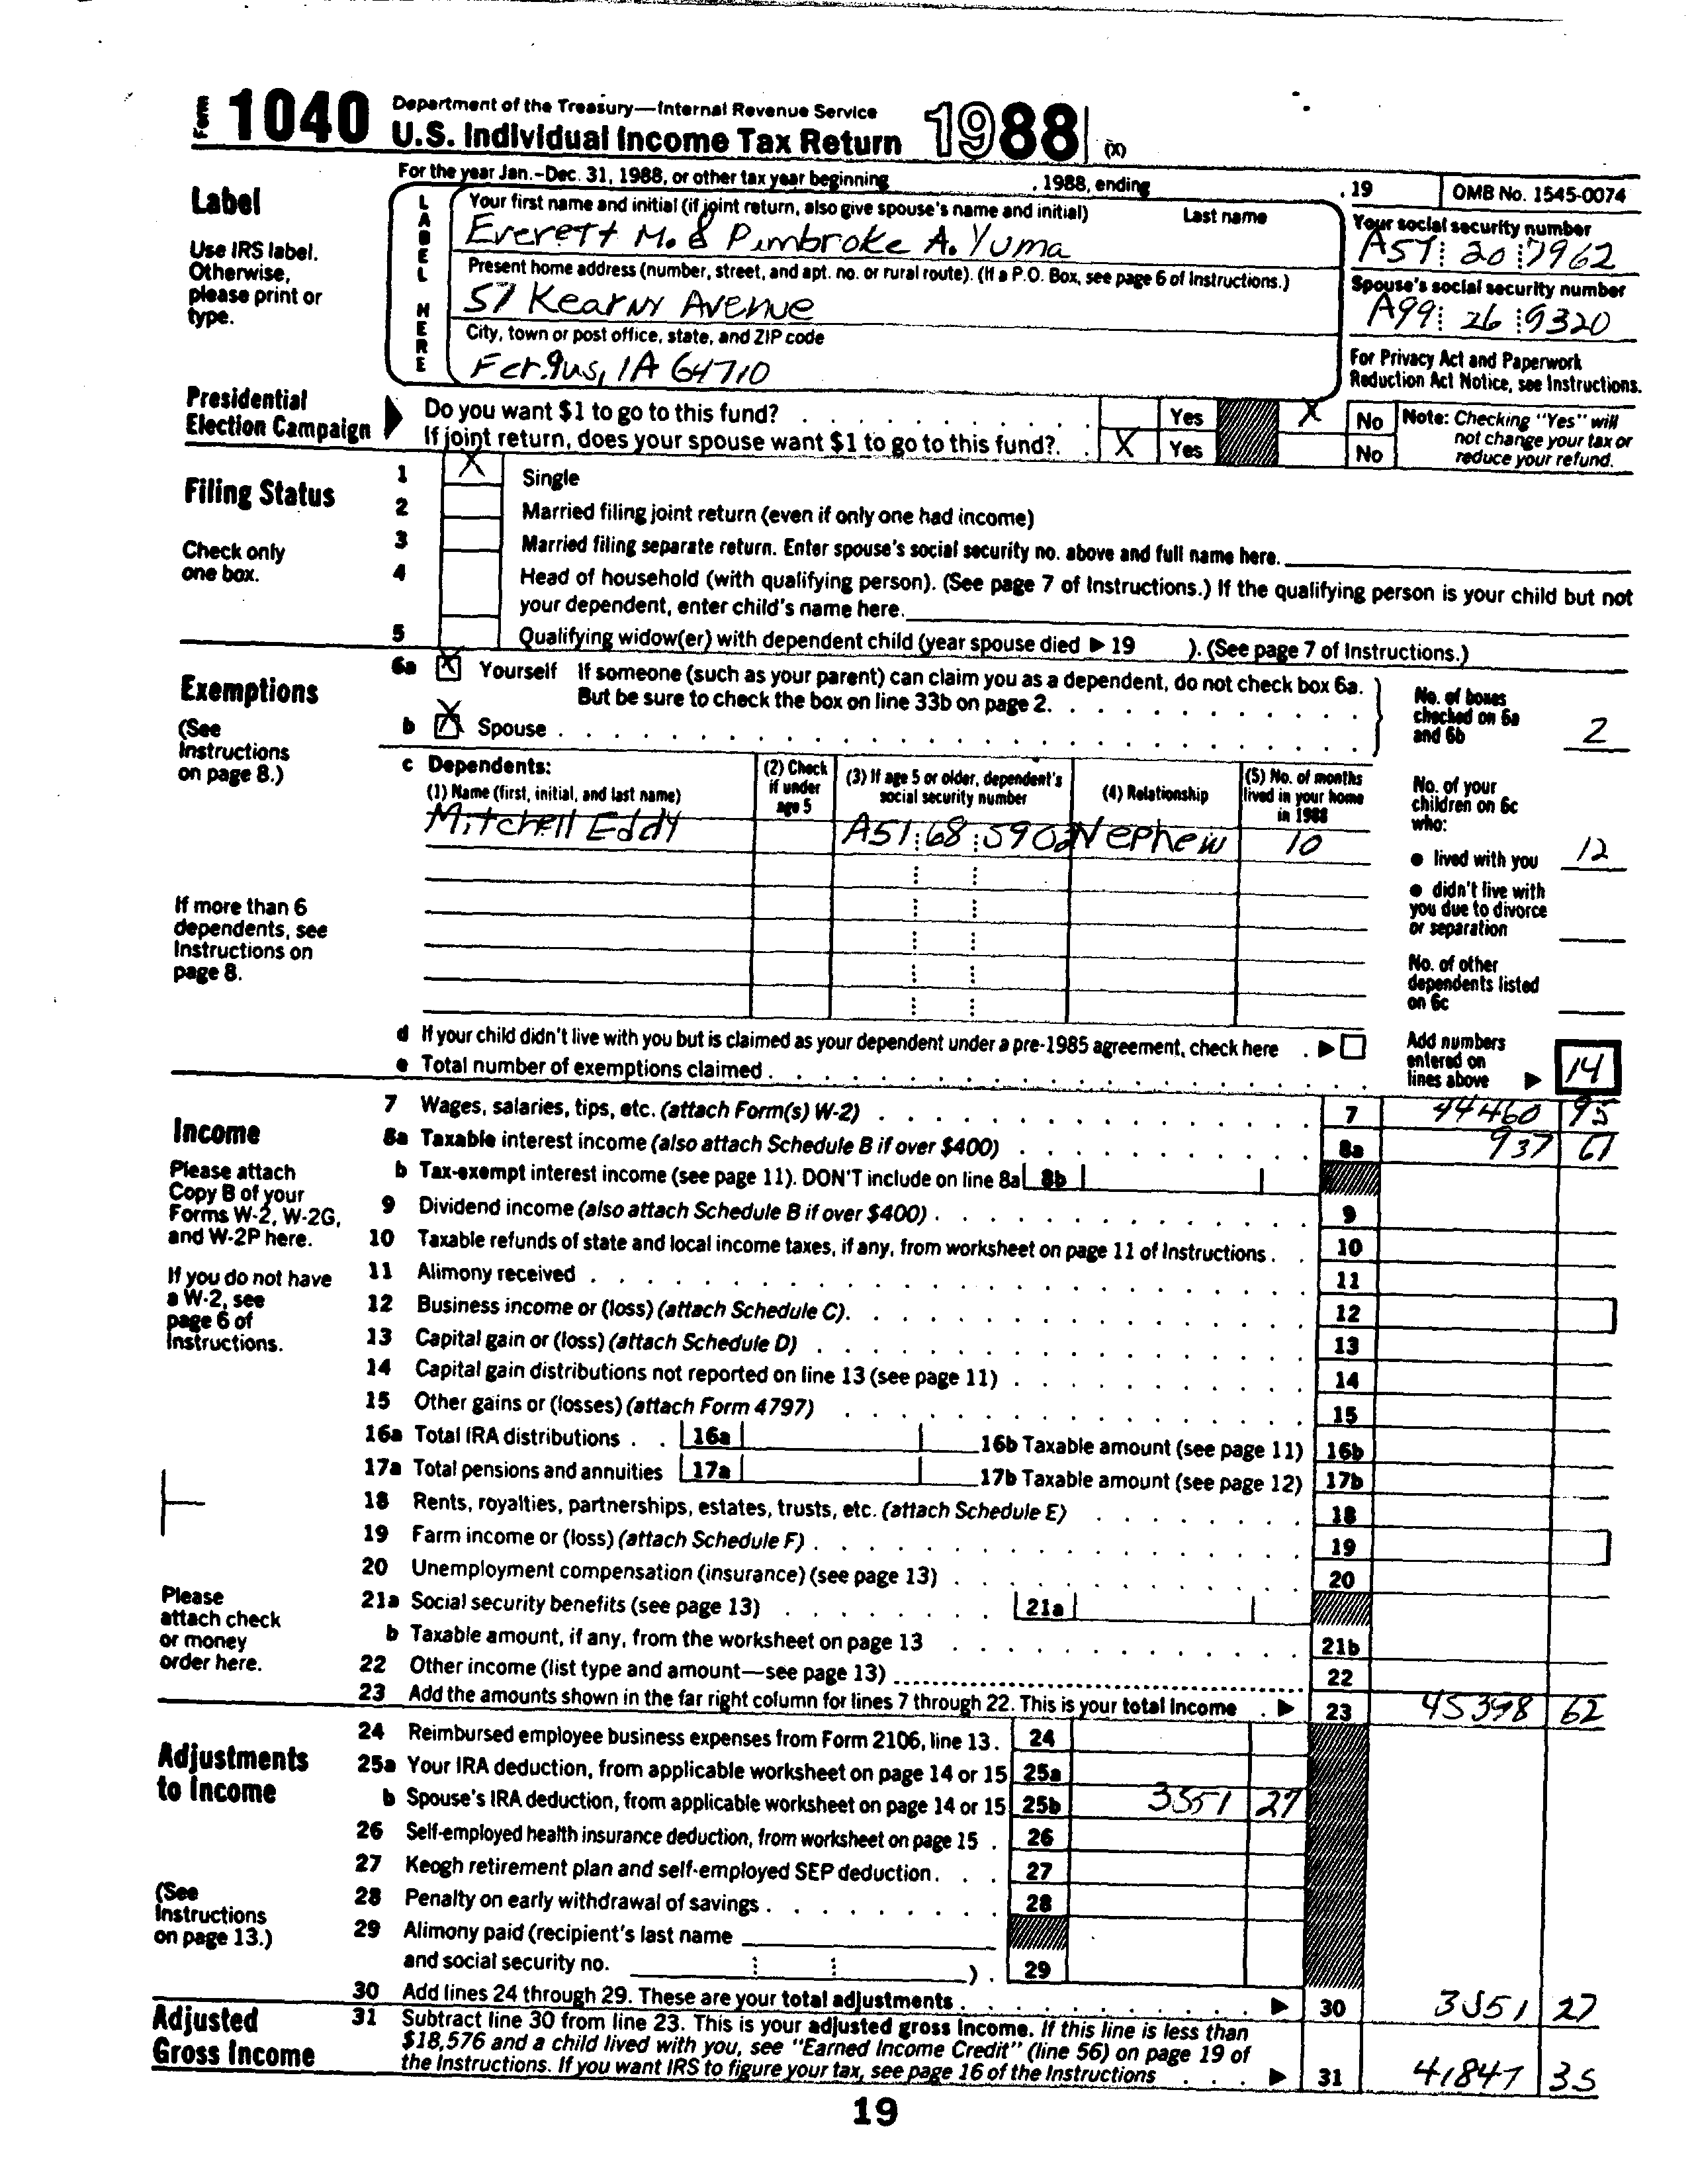 Form 1040 Department of the Treasury—Internal Revenue Service
U.S. Individual Income Tax Return 1988 (X)
For the year Jan.-Dec. 31, 1988, or other tax year beginning , 1988, ending , 19 OMB No. 1545-0074
Label
Use IRS label.
Otherwise,
please print or
type.
LABEL HERE
Your first name and initial (if joint return, also give spouse's name and initial) Last name
Everett M. & Pembroke A. Yuma
Your social security number
A57 20 7962
Present home address (number, street, and apt. no. or rural route). (If a P.O. Box, see page 6 of Instructions.)
57 Kearny Avenue
Spouse's social security number
A99 26 9320
City, town or post office, state, and ZIP code
Fergus, IA 64710
For Privacy Act and Paperwork
Reduction Act Notice, see Instructions.
Presidential
Election Campaign
Do you want $1 to go to this fund? Yes X No
If joint return, does your spouse want $1 to go to this fund? X Yes No
Note: Checking "Yes" will
not change your tax or
reduce your refund.
Filing Status
Check only
one box.
1 X Single
2 Married filing joint return (even if only one had income)
3 Married filing separate return. Enter spouse's social security no. above and full name here.
4 Head of household (with qualifying person). (See page 7 of Instructions.) If the qualifying person is your child but not
your dependent, enter child's name here.
5 Qualifying widow(er) with dependent child (year spouse died ▶ 19 ). (See page 7 of Instructions.)
Exemptions
(See
Instructions
on page 8.)
6a X Yourself If someone (such as your parent) can claim you as a dependent, do not check box 6a.
But be sure to check the box on line 33b on page 2.
b X Spouse
No. of boxes
checked on 6a
and 6b 2
c Dependents:
(1) Name (first, initial, and last name)
(2) Check
if under
age 5
(3) If age 5 or older, dependent's
social security number
(4) Relationship
(5) No. of months
lived in your home
in 1988
Mitchell Eddy A51 68 5902 Nephew 10
No. of your
children on 6c
who:
● lived with you 12
● didn't live with
you due to divorce
or separation
No. of other
dependents listed
on 6c
If more than 6
dependents, see
Instructions on
page 8.
d If your child didn't live with you but is claimed as your dependent under a pre-1985 agreement, check here ▶
e Total number of exemptions claimed
Add numbers
entered on
lines above ▶ 14
Income
Please attach
Copy B of your
Forms W-2, W-2G,
and W-2P here.
If you do not have
a W-2, see
page 6 of
Instructions.
Please
attach check
or money
order here.
7 Wages, salaries, tips, etc. (attach Form(s) W-2) 7 44460 95
8a Taxable interest income (also attach Schedule B if over $400) 8a 937 67
b Tax-exempt interest income (see page 11). DON'T include on line 8a 8b
9 Dividend income (also attach Schedule B if over $400) 9
10 Taxable refunds of state and local income taxes, if any, from worksheet on page 11 of Instructions 10
11 Alimony received 11
12 Business income or (loss) (attach Schedule C) 12
13 Capital gain or (loss) (attach Schedule D) 13
14 Capital gain distributions not reported on line 13 (see page 11) 14
15 Other gains or (losses) (attach Form 4797) 15
16a Total IRA distributions 16a 16b Taxable amount (see page 11) 16b
17a Total pensions and annuities 17a 17b Taxable amount (see page 12) 17b
18 Rents, royalties, partnerships, estates, trusts, etc. (attach Schedule E) 18
19 Farm income or (loss) (attach Schedule F) 19
20 Unemployment compensation (insurance) (see page 13) 20
21a Social security benefits (see page 13) 21a
b Taxable amount, if any, from the worksheet on page 13 21b
22 Other income (list type and amount—see page 13) 22
23 Add the amounts shown in the far right column for lines 7 through 22. This is your total income ▶ 23 45398 62
Adjustments
to Income
(See
Instructions
on page 13.)
24 Reimbursed employee business expenses from Form 2106, line 13. 24
25a Your IRA deduction, from applicable worksheet on page 14 or 15 25a
b Spouse's IRA deduction, from applicable worksheet on page 14 or 15 25b 3551 27
26 Self-employed health insurance deduction, from worksheet on page 15 26
27 Keogh retirement plan and self-employed SEP deduction 27
28 Penalty on early withdrawal of savings 28
29 Alimony paid (recipient's last name
and social security no. ) 29
30 Add lines 24 through 29. These are your total adjustments ▶ 30 3551 27
Adjusted
Gross Income
31 Subtract line 30 from line 23. This is your adjusted gross income. If this line is less than
$18,576 and a child lived with you, see "Earned Income Credit" (line 56) on page 19 of
the Instructions. If you want IRS to figure your tax, see page 16 of the Instructions ▶ 31 41847 35
19